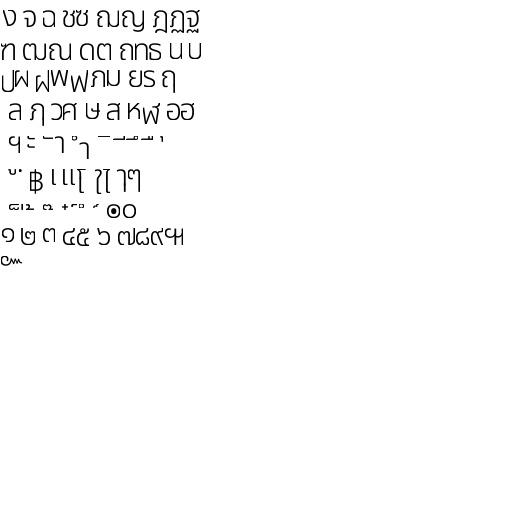 ง จ ฉ ชซ ฌญ ฎฏฐ
ฑ ฒณ ดต ถทธ น บ
ปผ ฝพฟภม ยร ฤ
ล ฦ วศ ษ ส หฬ อฮ
ฯ ะ า ำ
฿ เแโ ใไ ๅๆ
๏๐
๑ ๒ ๓ ๔๕ ๖ ๗๘๙๚
๛